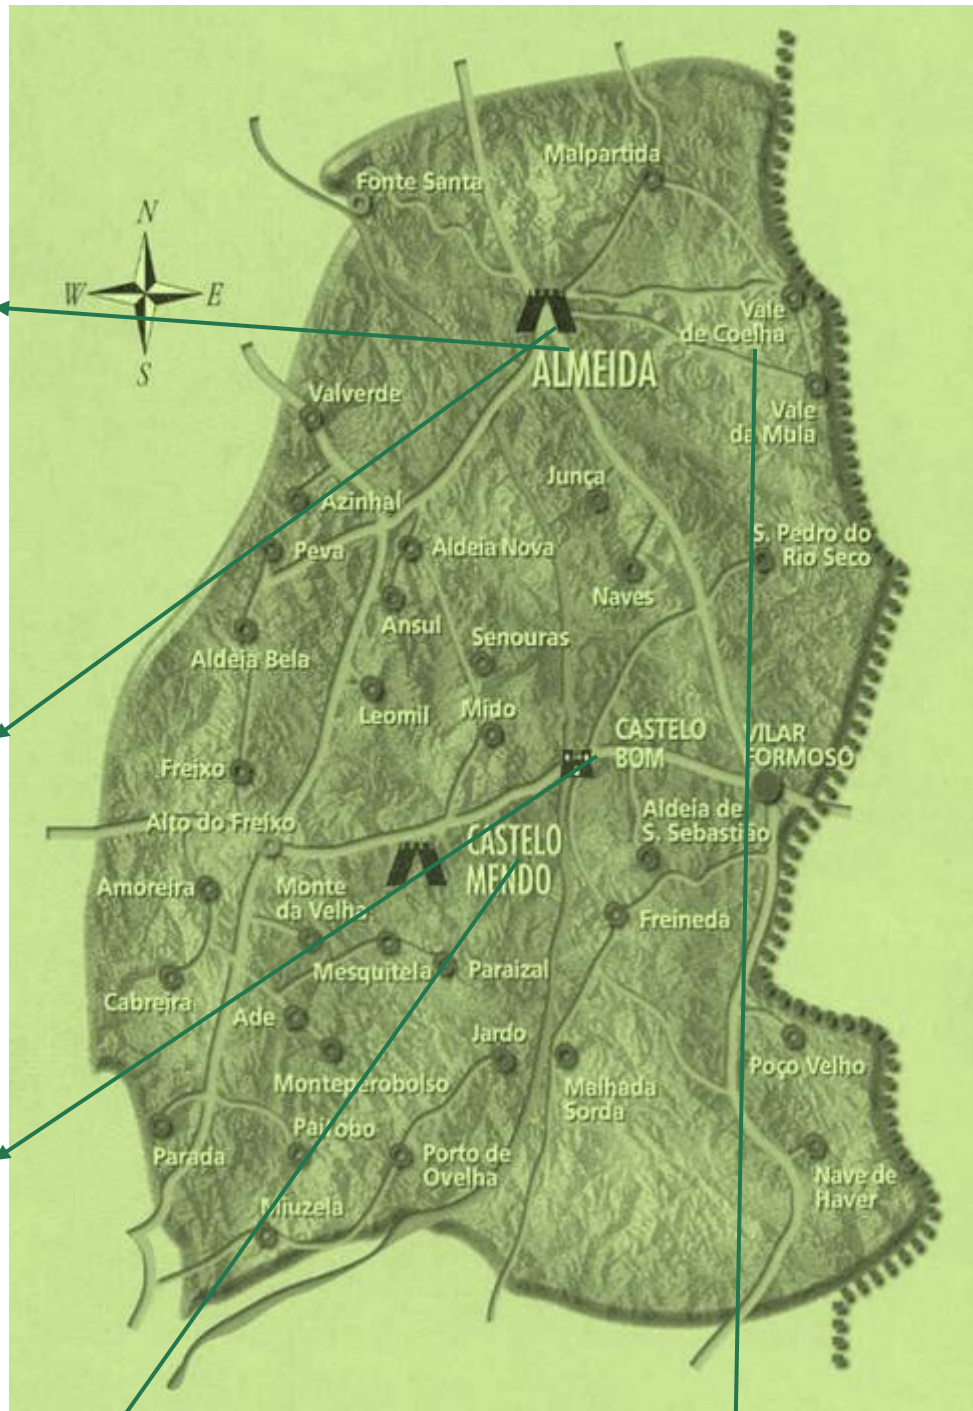 Malpartida
Fonte Santa
N
W
E
S
Vale
de Coelha
ALMEIDA
Valverde
Vale
da Mula
Junça
Azinhal
S. Pedro do
Rio Seco
Peva
Aldeia Nova
Naves
Ansul
Senouras
Aldeia Bela
Leomil
Mido
CASTELO
BOM
VILAR
FORMOSO
Freixo
Aldeia de
S. Sebastião
Alto do Freixo
CASTELO
MENDO
Amoreira
Monte
da Velha
Freineda
Mesquitela
Paraizal
Cabreira
Ade
Jardo
Poço Velho
Monteperobolso
Malhada
Sorda
Pailobo
Parada
Porto de
Ovelha
Nave de
Haver
Miuzela